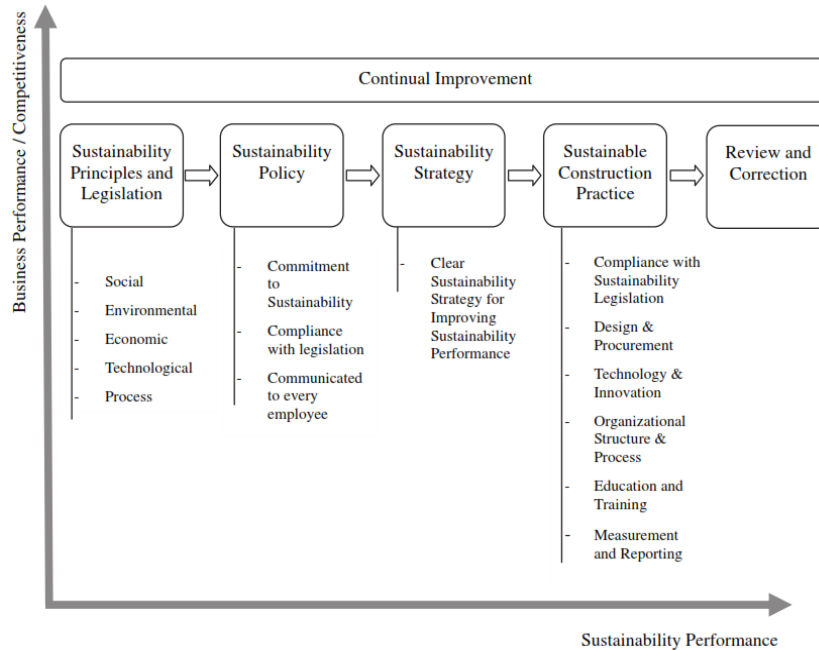 Business Performance / Competitiveness
Continual Improvement
Sustainability
Principles and
Legislation
Sustainability
Policy
Sustainability
Strategy
Sustainable
Construction
Practice
Review and
Correction
- Social
- Environmental
- Economic
- Technological
- Process
- Commitment
to
Sustainability
- Compliance
with legislation
- Communicated
to every
employee
- Clear
Sustainability
Strategy for
Improving
Sustainability
Performance
- Compliance with
Sustainability
Legislation
- Design &
Procurement
- Technology &
Innovation
- Organizational
Structure &
Process
- Education and
Training
- Measurement
and Reporting
Sustainability Performance